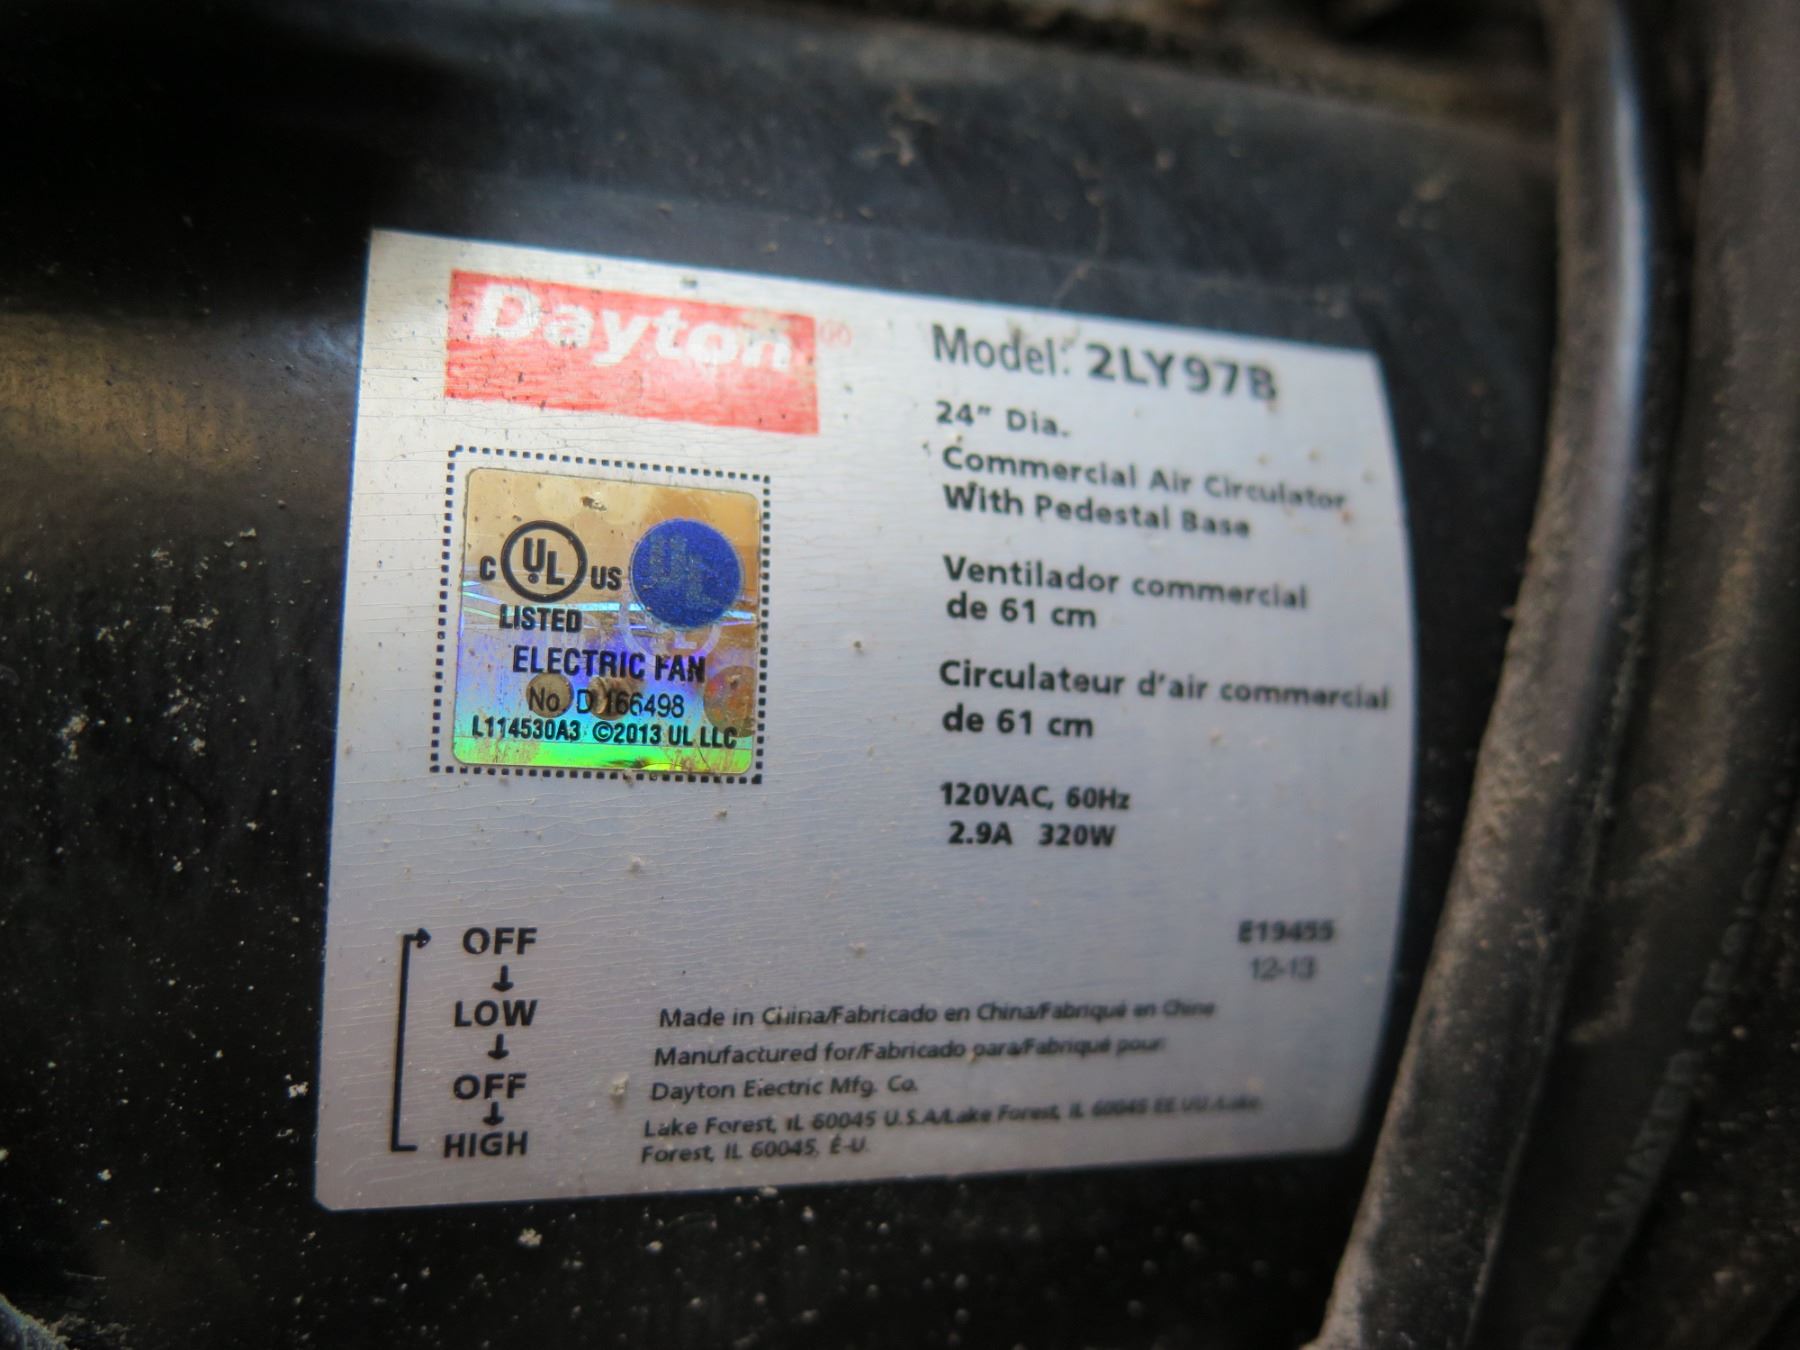 Dayton®
Model: 2LY97B
24" Dia.
Commercial Air Circulator
With Pedestal Base
Ventilador commercial
de 61 cm
Circulateur d'air commercial
de 61 cm
120VAC, 60Hz
2.9A 320W
C UL US UL
LISTED
ELECTRIC FAN
No. D 166498
L114530A3 ©2013 UL LLC
OFF
LOW
OFF
HIGH
E19455
12-13
Made in China/Fabricado en China/Fabriqué en Chine
Manufactured for/Fabricado para/Fabriqué pour:
Dayton Electric Mfg. Co.
Lake Forest, IL 60045 U.S.A/Lake Forest, IL 60045 EE.UU./Lake
Forest, IL 60045, É-U.